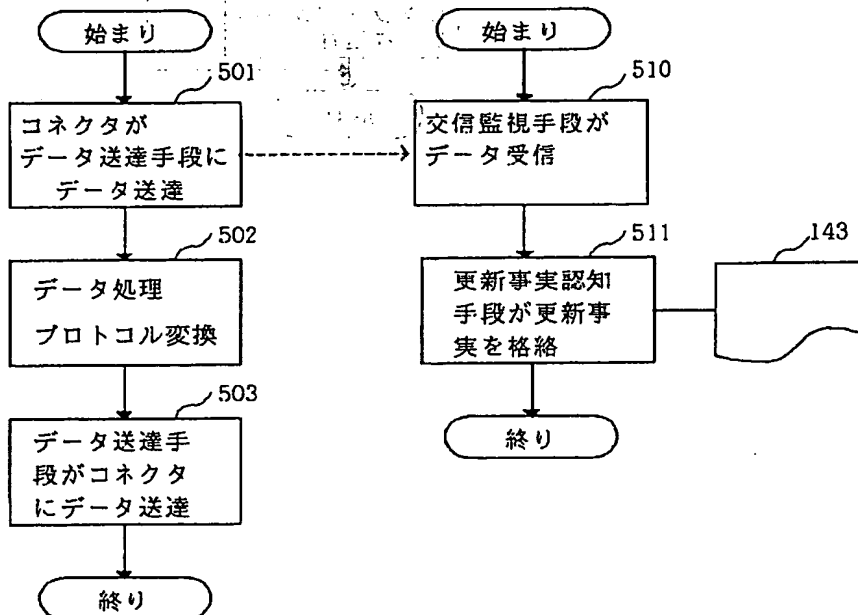 始まり
501
コネクタが
データ送達手段に
データ送達
502
データ処理
プロトコル変換
503
データ送達手
段がコネクタ
にデータ送達
終り
始まり
510
交信監視手段が
データ受信
511
更新事実認知
手段が更新事
実を格絡
143
終り